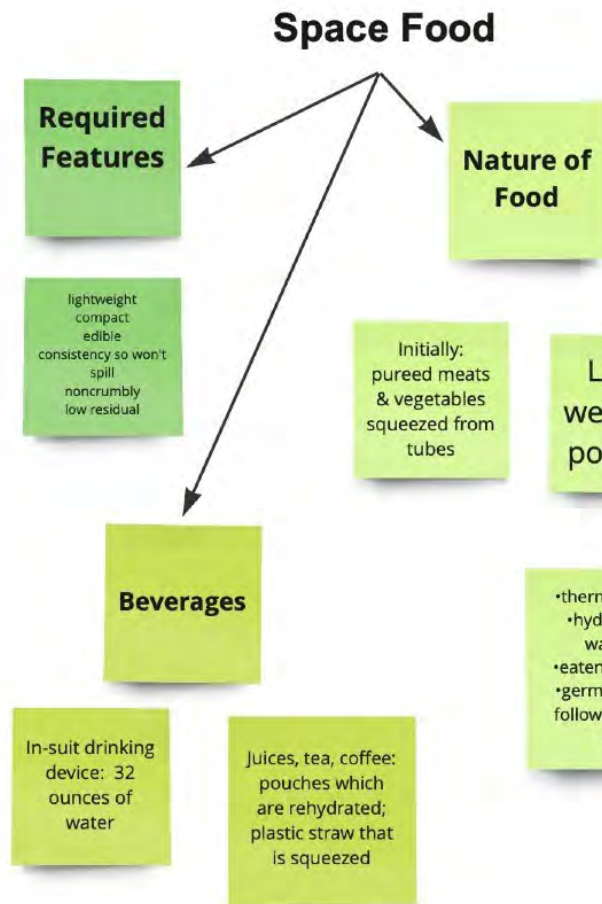 Space Food
Required
Features
Nature of
Food
lightweight
compact
edible
consistency so won't
spill
noncrumbly
low residual
Initially:
pureed meats
& vegetables
squeezed from
tubes
Beverages
•eaten
In-suit drinking
device: 32
ounces of
water
Juices, tea, coffee:
pouches which
are rehydrated;
plastic straw that
is squeezed